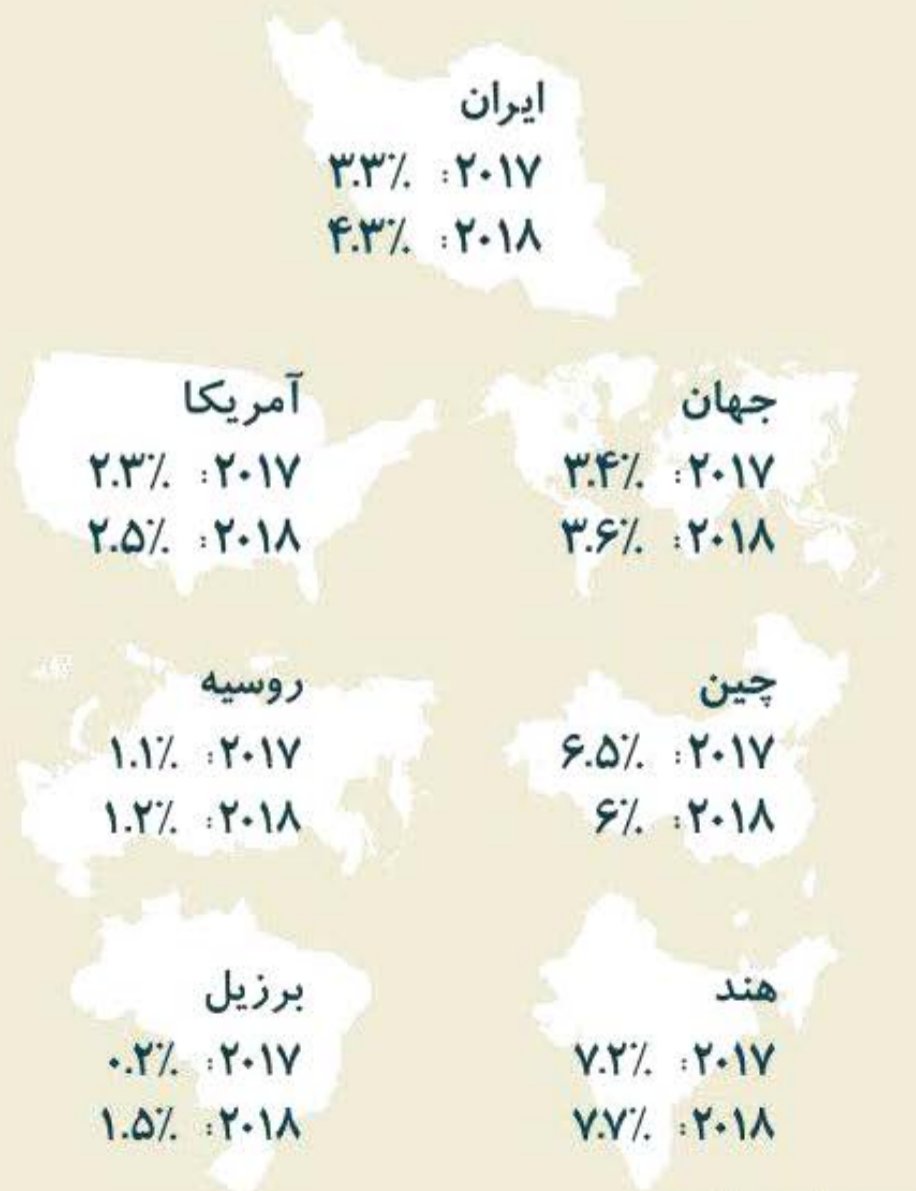 ایران
۲۰۱۷: ۳.۳٪
۲۰۱۸: ۴.۳٪
جهان
۲۰۱۷: ۳.۴٪
۲۰۱۸: ۳.۶٪
آمریکا
۲۰۱۷: ۲.۳٪
۲۰۱۸: ۲.۵٪
چین
۲۰۱۷: ۶.۵٪
۲۰۱۸: ۶٪
روسیه
۲۰۱۷: ۱.۱٪
۲۰۱۸: ۱.۲٪
هند
۲۰۱۷: ۷.۲٪
۲۰۱۸: ۷.۷٪
برزیل
۲۰۱۷: ۰.۲٪
۲۰۱۸: ۱.۵٪